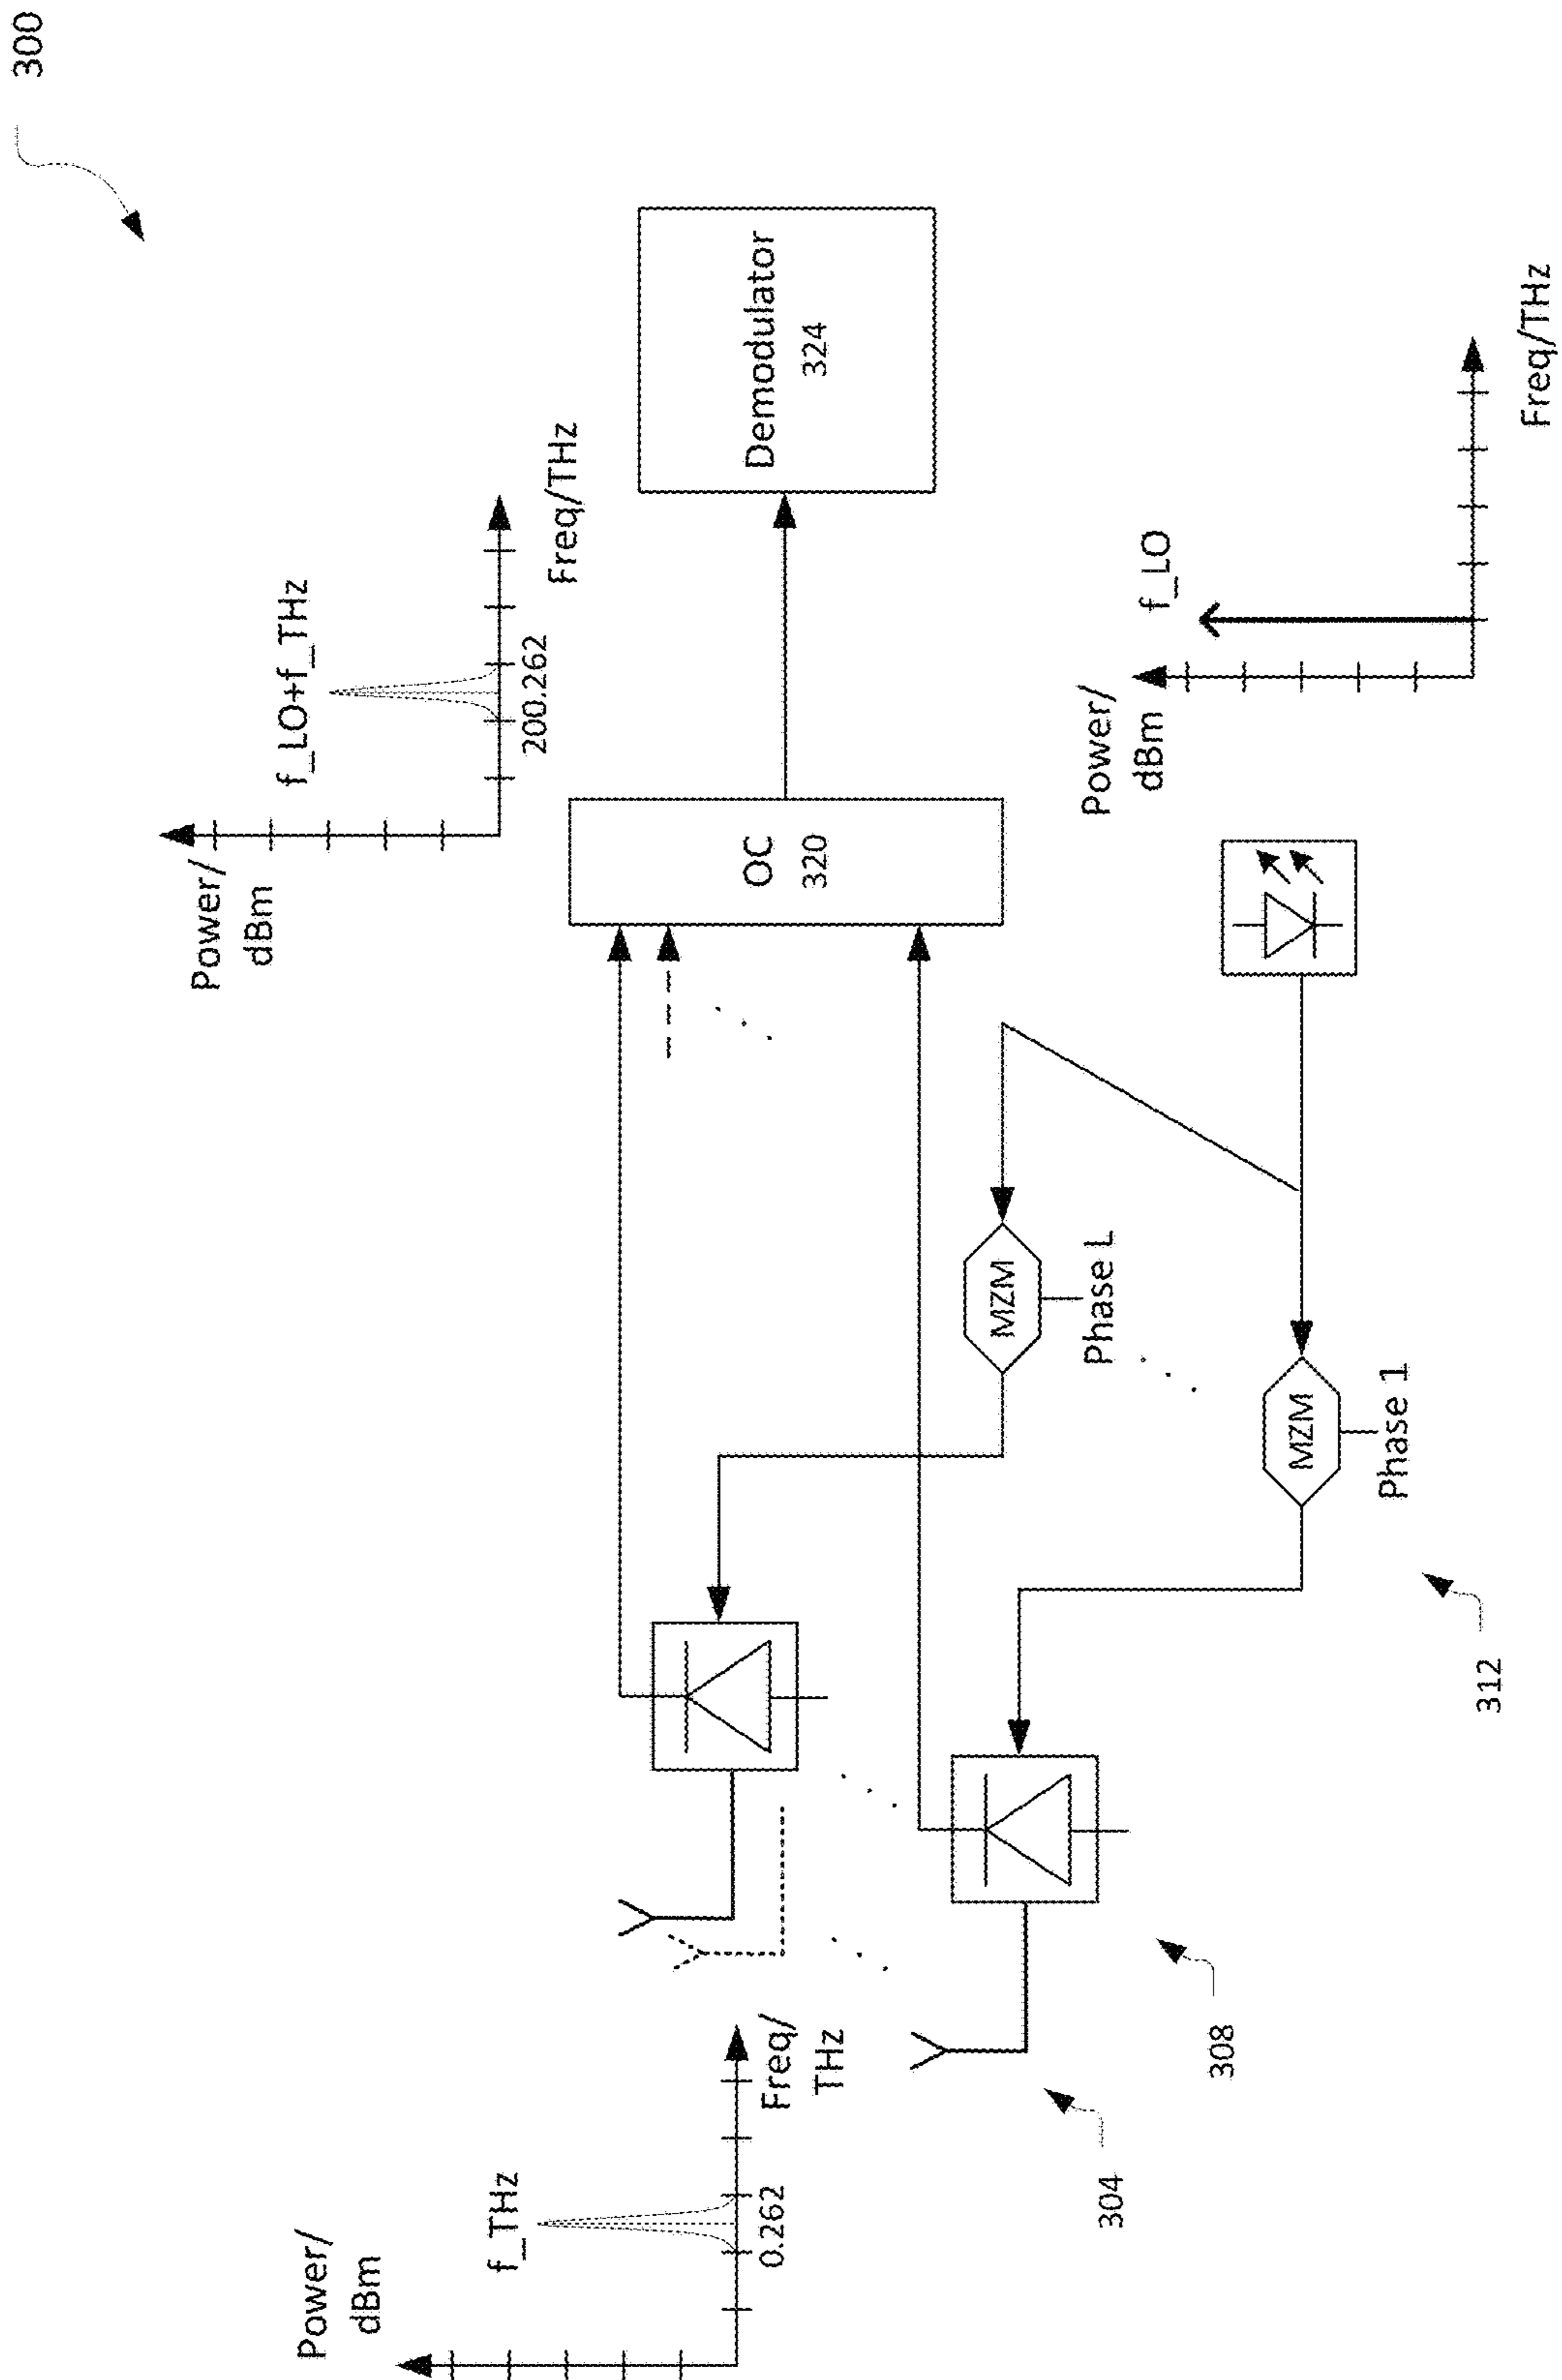 300
Power/
dBm
f_LO+f_THz
200.262
Freq/THz
Power/
dBm
f_THz
0.262
Freq/
THz
OC
320
Demodulator
324
MZM
Phase L
MZM
Phase 1
Power/
dBm
f_LO
Freq/THz
304
308
312